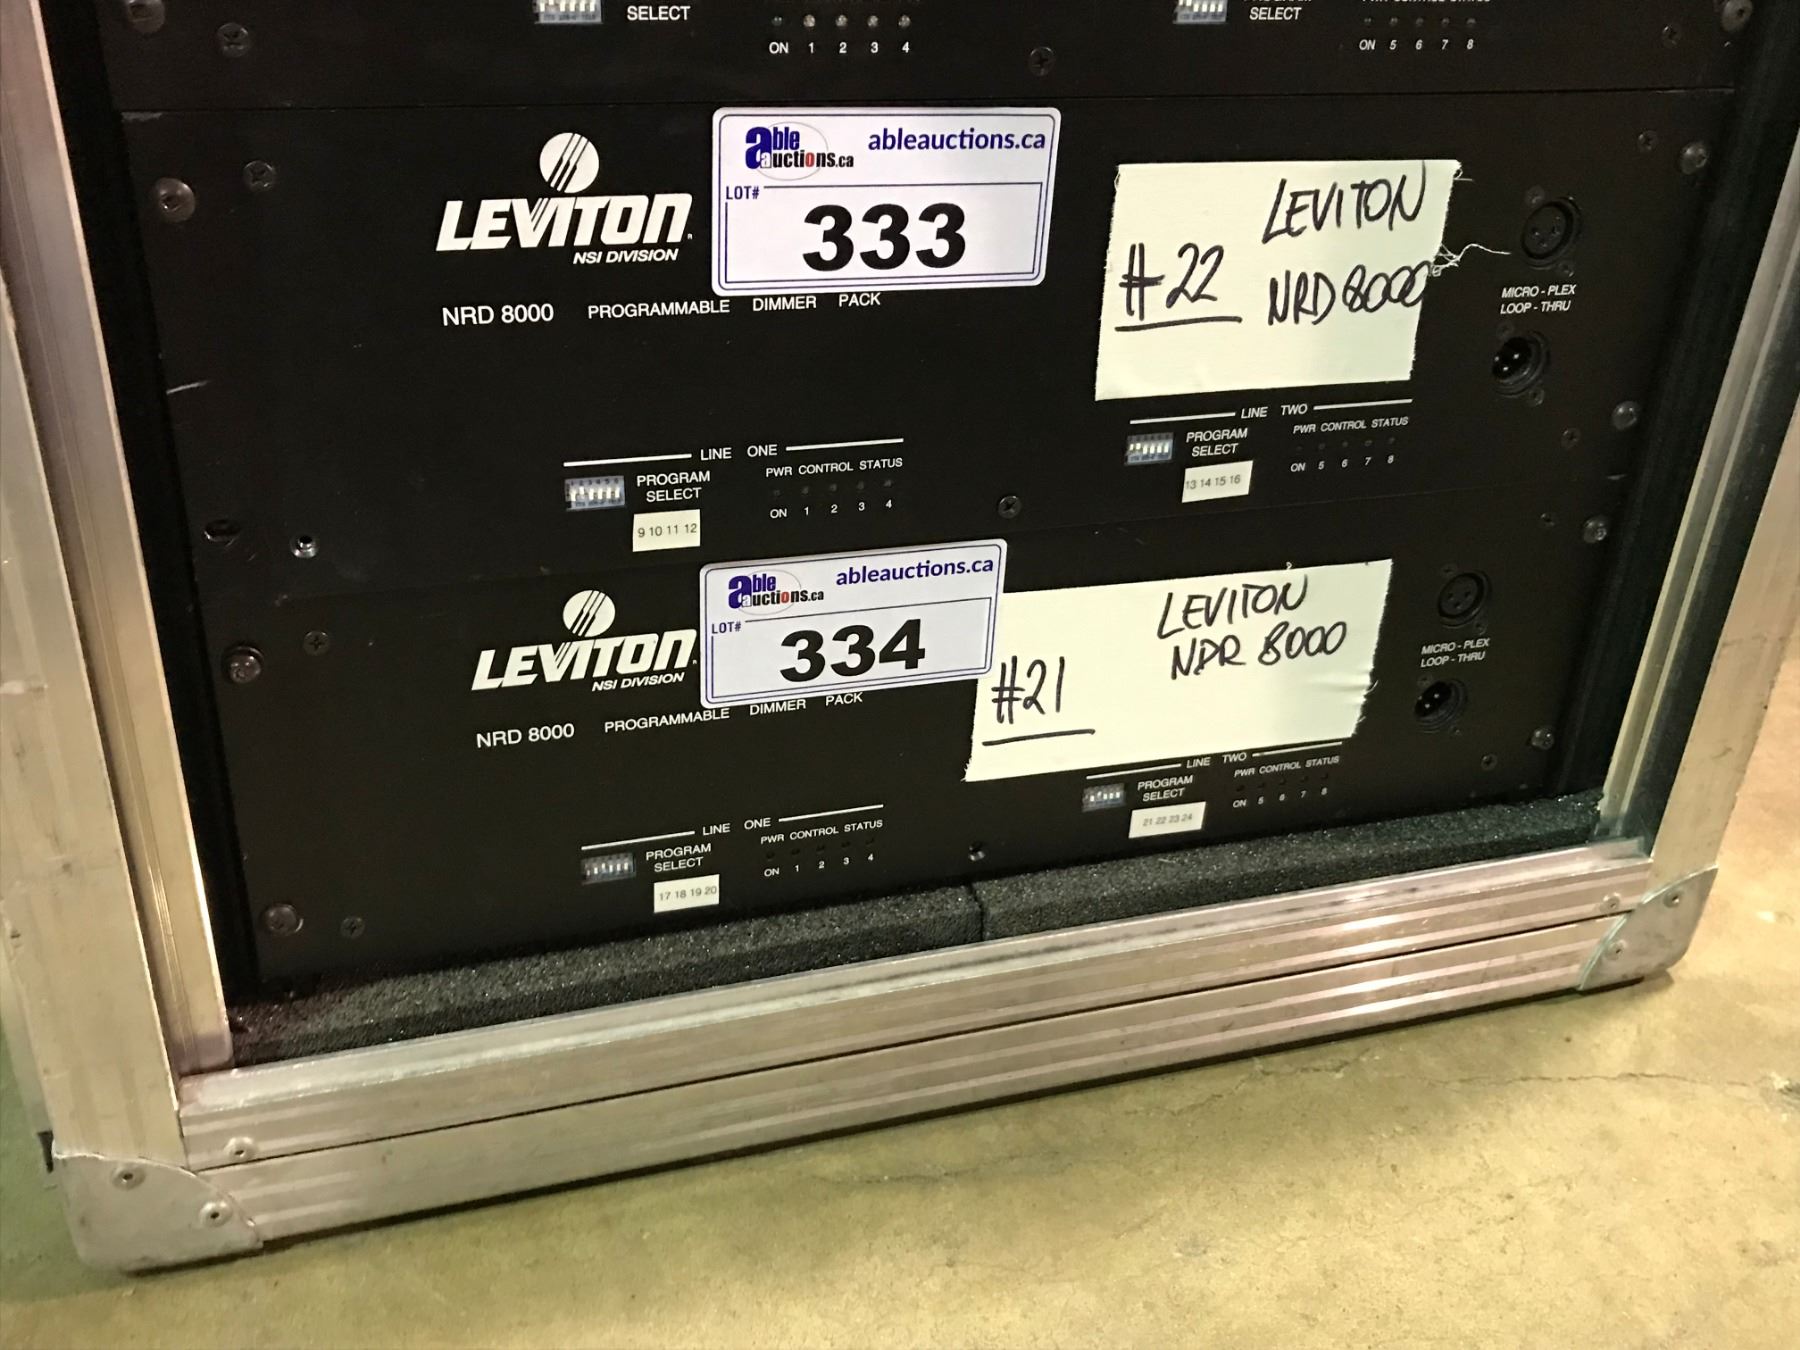 SELECT
ON 1 2 3 4
SELECT
ON 5 6 7 8
LEVITON
NSI DIVISION
NRD 8000 PROGRAMMABLE DIMMER PACK
able auctions.ca
ableauctions.ca
LOT#
333
#22
LEVITON
NRD 8000
MICRO - PLEX
LOOP - THRU
LINE ONE
PROGRAM
SELECT
PWR CONTROL STATUS
ON 1 2 3 4
9 10 11 12
LINE TWO
PROGRAM
SELECT
PWR CONTROL STATUS
ON 5 6 7 8
13 14 15 16
LEVITON
NSI DIVISION
NRD 8000 PROGRAMMABLE DIMMER PACK
able auctions.ca
ableauctions.ca
LOT#
334
#21
LEVITON
NDR 8000
MICRO - PLEX
LOOP - THRU
LINE ONE
PROGRAM
SELECT
PWR CONTROL STATUS
ON 1 2 3 4
17 18 19 20
LINE TWO
PROGRAM
SELECT
PWR CONTROL STATUS
ON 5 6 7 8
21 22 23 24